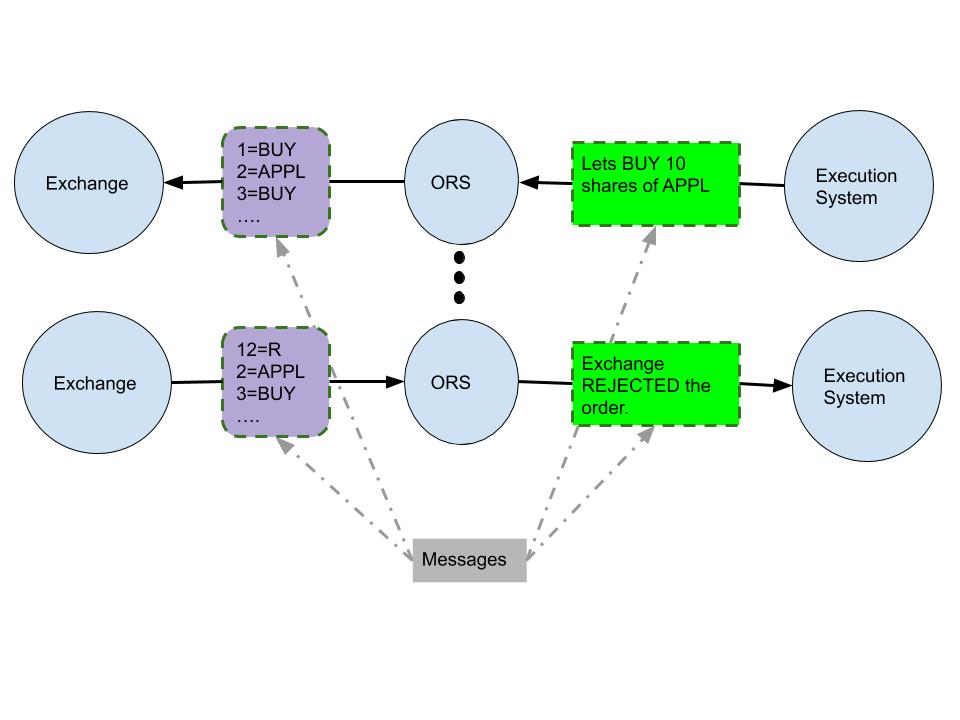 Exchange
1=BUY
2=APPL
3=BUY
....
ORS
Lets BUY 10
shares of APPL
Execution
System
Exchange
12=R
2=APPL
3=BUY
....
ORS
Exchange
REJECTED the
order.
Execution
System
Messages